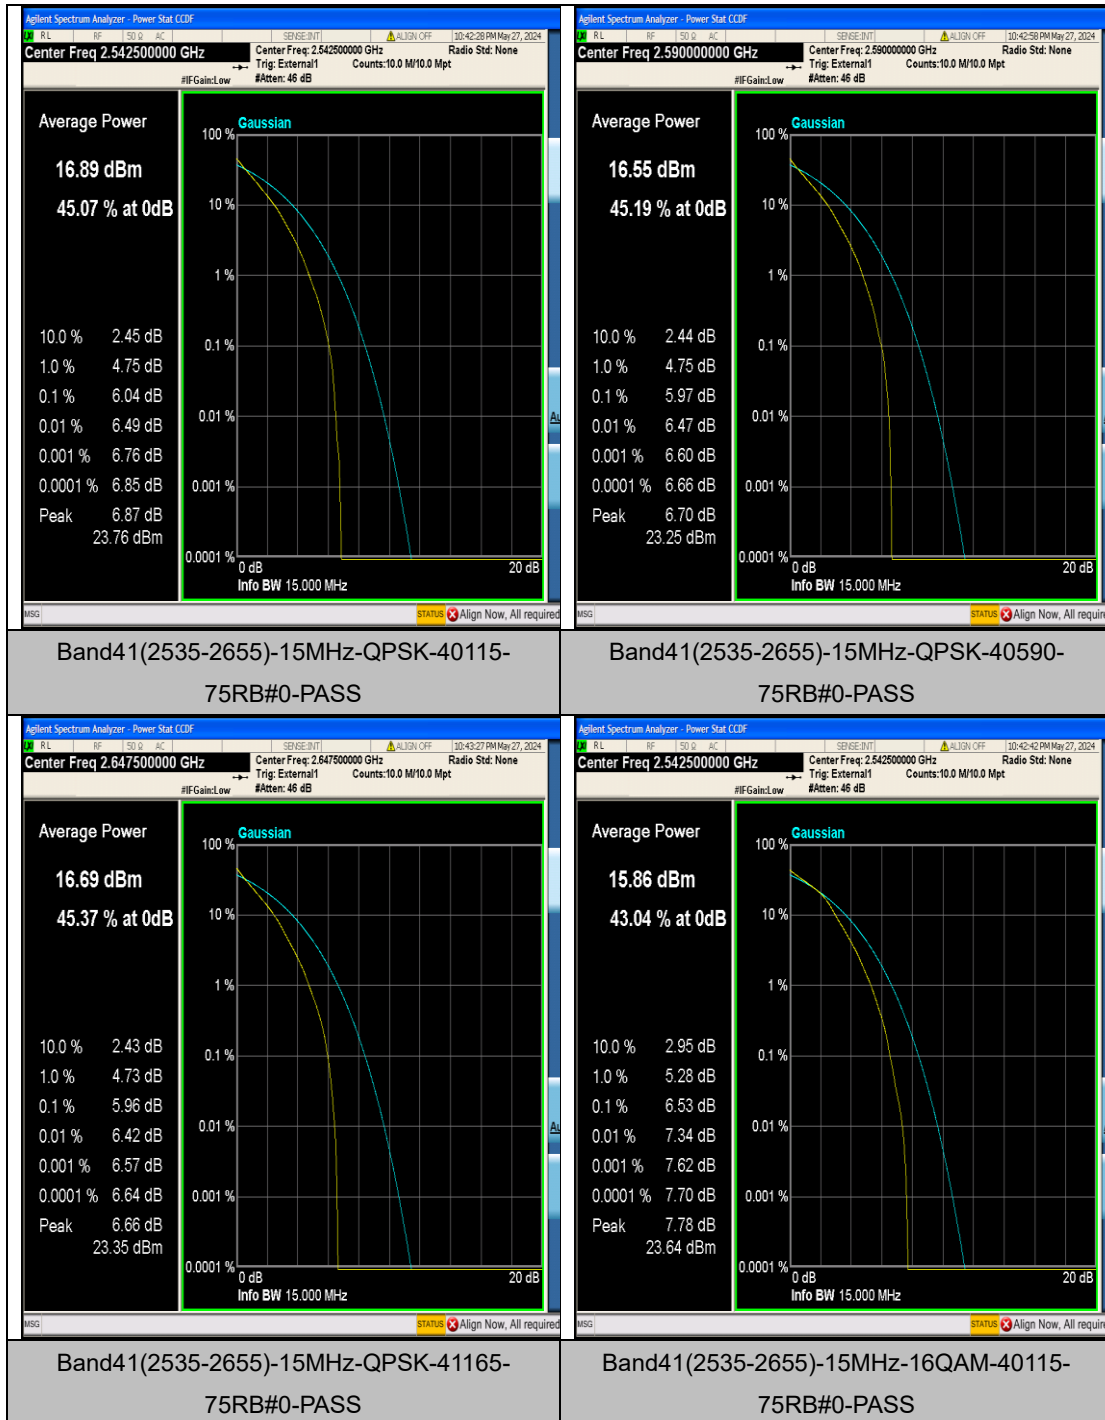 Agilent Spectrum Analyzer - Power Stat CCDF
LXI RL RF 50 Ω AC SENSE:INT ALIGN OFF 10:42:28 PM May 27, 2024
Center Freq 2.542500000 GHz
Center Freq: 2.542500000 GHz Radio Std: None
Trig: External1 Counts:10.0 M/10.0 Mpt
#IFGain:Low #Atten: 46 dB
Average Power
16.89 dBm
45.07 % at 0dB
10.0 % 2.45 dB
1.0 % 4.75 dB
0.1 % 6.04 dB
0.01 % 6.49 dB
0.001 % 6.76 dB
0.0001 % 6.85 dB
Peak 6.87 dB
23.76 dBm
Gaussian
100 %
10 %
1 %
0.1 %
0.01 %
0.001 %
0.0001 %
0 dB 20 dB
Info BW 15.000 MHz
MSG STATUS Align Now, All required
Band41(2535-2655)-15MHz-QPSK-40115-
75RB#0-PASS
Agilent Spectrum Analyzer - Power Stat CCDF
LXI RL RF 50 Ω AC SENSE:INT ALIGN OFF 10:42:58 PM May 27, 2024
Center Freq 2.590000000 GHz
Center Freq: 2.590000000 GHz Radio Std: None
Trig: External1 Counts:10.0 M/10.0 Mpt
#IFGain:Low #Atten: 46 dB
Average Power
16.55 dBm
45.19 % at 0dB
10.0 % 2.44 dB
1.0 % 4.75 dB
0.1 % 5.97 dB
0.01 % 6.47 dB
0.001 % 6.60 dB
0.0001 % 6.66 dB
Peak 6.70 dB
23.25 dBm
Gaussian
100 %
10 %
1 %
0.1 %
0.01 %
0.001 %
0.0001 %
0 dB 20 dB
Info BW 15.000 MHz
MSG STATUS Align Now, All require
Band41(2535-2655)-15MHz-QPSK-40590-
75RB#0-PASS
Agilent Spectrum Analyzer - Power Stat CCDF
LXI RL RF 50 Ω AC SENSE:INT ALIGN OFF 10:43:27 PM May 27, 2024
Center Freq 2.647500000 GHz
Center Freq: 2.647500000 GHz Radio Std: None
Trig: External1 Counts:10.0 M/10.0 Mpt
#IFGain:Low #Atten: 46 dB
Average Power
16.69 dBm
45.37 % at 0dB
10.0 % 2.43 dB
1.0 % 4.73 dB
0.1 % 5.96 dB
0.01 % 6.42 dB
0.001 % 6.57 dB
0.0001 % 6.64 dB
Peak 6.66 dB
23.35 dBm
Gaussian
100 %
10 %
1 %
0.1 %
0.01 %
0.001 %
0.0001 %
0 dB 20 dB
Info BW 15.000 MHz
MSG STATUS Align Now, All required
Band41(2535-2655)-15MHz-QPSK-41165-
75RB#0-PASS
Agilent Spectrum Analyzer - Power Stat CCDF
LXI RL RF 50 Ω AC SENSE:INT ALIGN OFF 10:42:42 PM May 27, 2024
Center Freq 2.542500000 GHz
Center Freq: 2.542500000 GHz Radio Std: None
Trig: External1 Counts:10.0 M/10.0 Mpt
#IFGain:Low #Atten: 46 dB
Average Power
15.86 dBm
43.04 % at 0dB
10.0 % 2.95 dB
1.0 % 5.28 dB
0.1 % 6.53 dB
0.01 % 7.34 dB
0.001 % 7.62 dB
0.0001 % 7.70 dB
Peak 7.78 dB
23.64 dBm
Gaussian
100 %
10 %
1 %
0.1 %
0.01 %
0.001 %
0.0001 %
0 dB 20 dB
Info BW 15.000 MHz
MSG STATUS Align Now, All require
Band41(2535-2655)-15MHz-16QAM-40115-
75RB#0-PASS